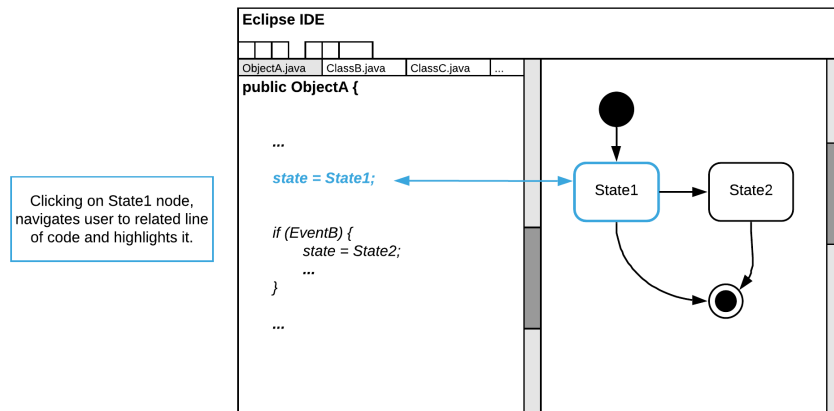 Eclipse IDE
ObjectA.java
ClassB.java
ClassC.java
...
public ObjectA {
...
state = State1;
if (EventB) {
state = State2;
...
}
...
Clicking on State1 node,
navigates user to related line
of code and highlights it.
State1
State2